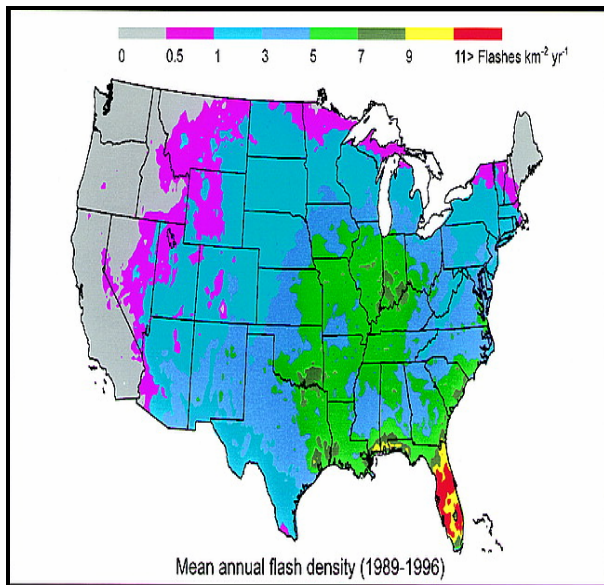 0 0.5 1 3 5 7 9 11> Flashes km⁻² yr⁻¹
Mean annual flash density (1989-1996)